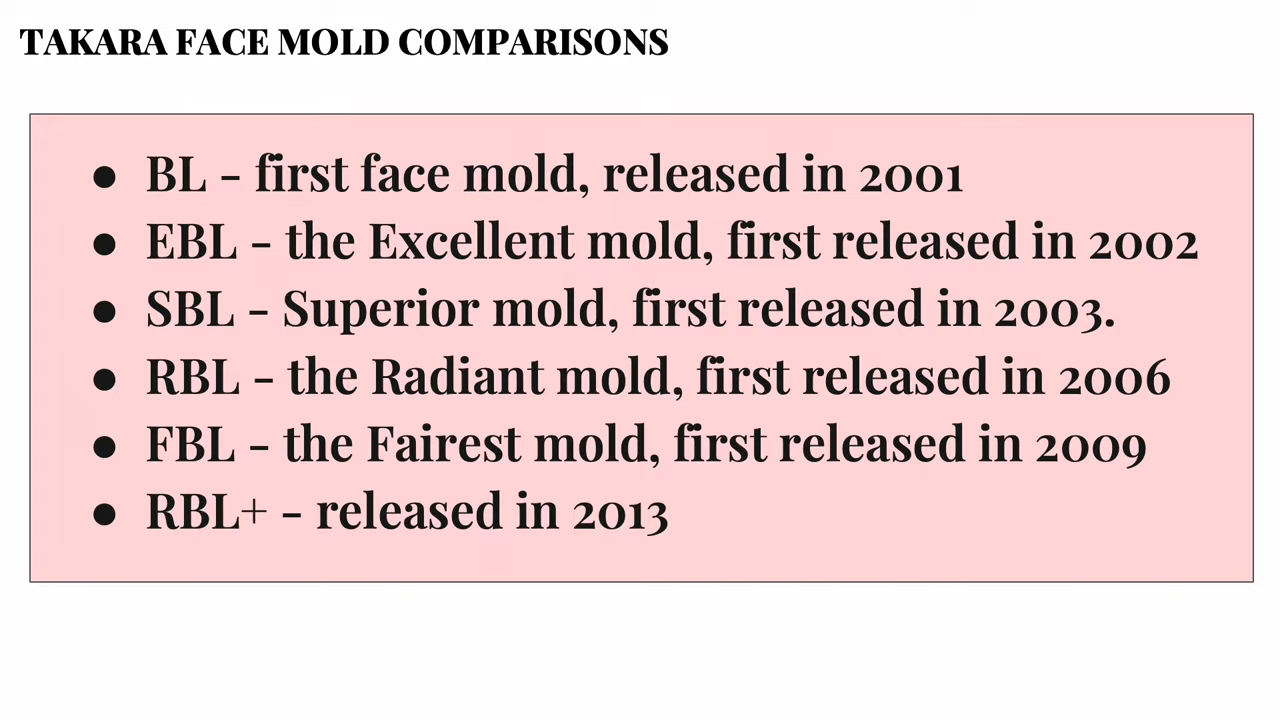 TAKARA FACE MOLD COMPARISONS
● BL - first face mold, released in 2001
● EBL - the Excellent mold, first released in 2002
● SBL - Superior mold, first released in 2003.
● RBL - the Radiant mold, first released in 2006
● FBL - the Fairest mold, first released in 2009
● RBL+ - released in 2013